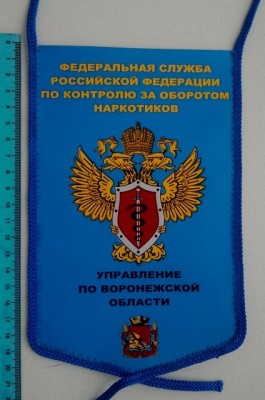 ФЕДЕРАЛЬНАЯ СЛУЖБА
РОССИЙСКОЙ ФЕДЕРАЦИИ
ПО КОНТРОЛЮ ЗА ОБОРОТОМ
НАРКОТИКОВ
УПРАВЛЕНИЕ
ПО ВОРОНЕЖСКОЙ
ОБЛАСТИ